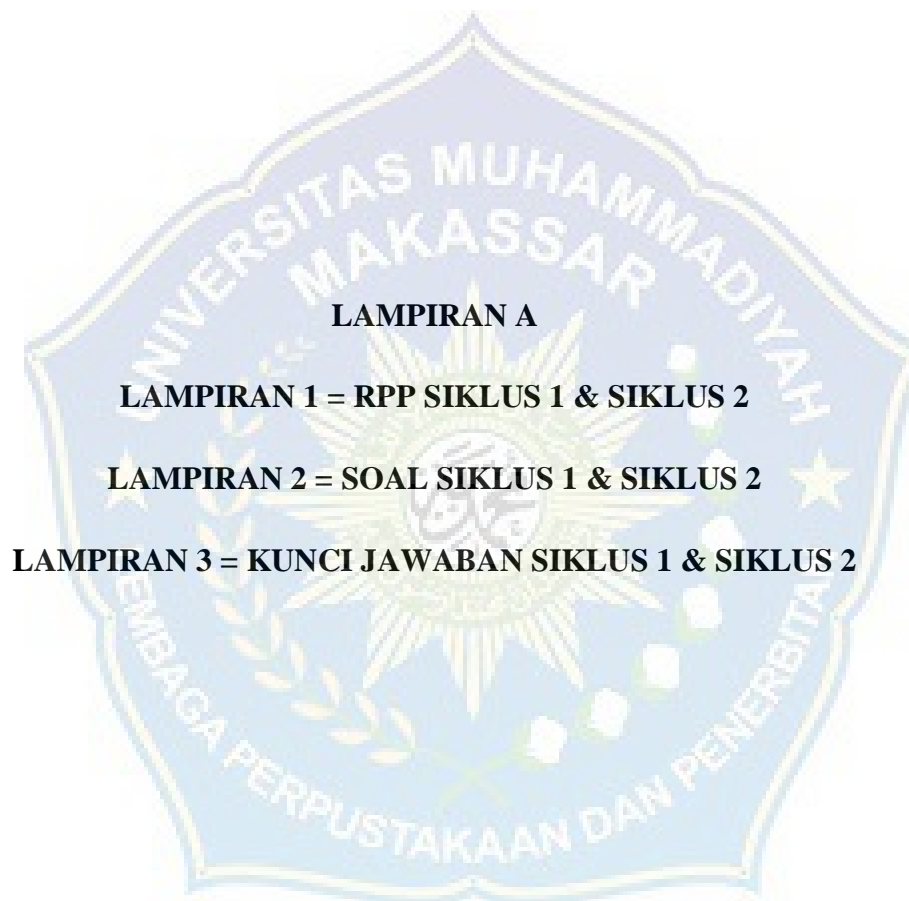 UNIVERSITAS MUHAMMADIYAH
MAKASSAR
LAMPIRAN A
LAMPIRAN 1 = RPP SIKLUS 1 & SIKLUS 2
LAMPIRAN 2 = SOAL SIKLUS 1 & SIKLUS 2
LAMPIRAN 3 = KUNCI JAWABAN SIKLUS 1 & SIKLUS 2
LEMBAGA PERPUSTAKAAN DAN PENERBITAN